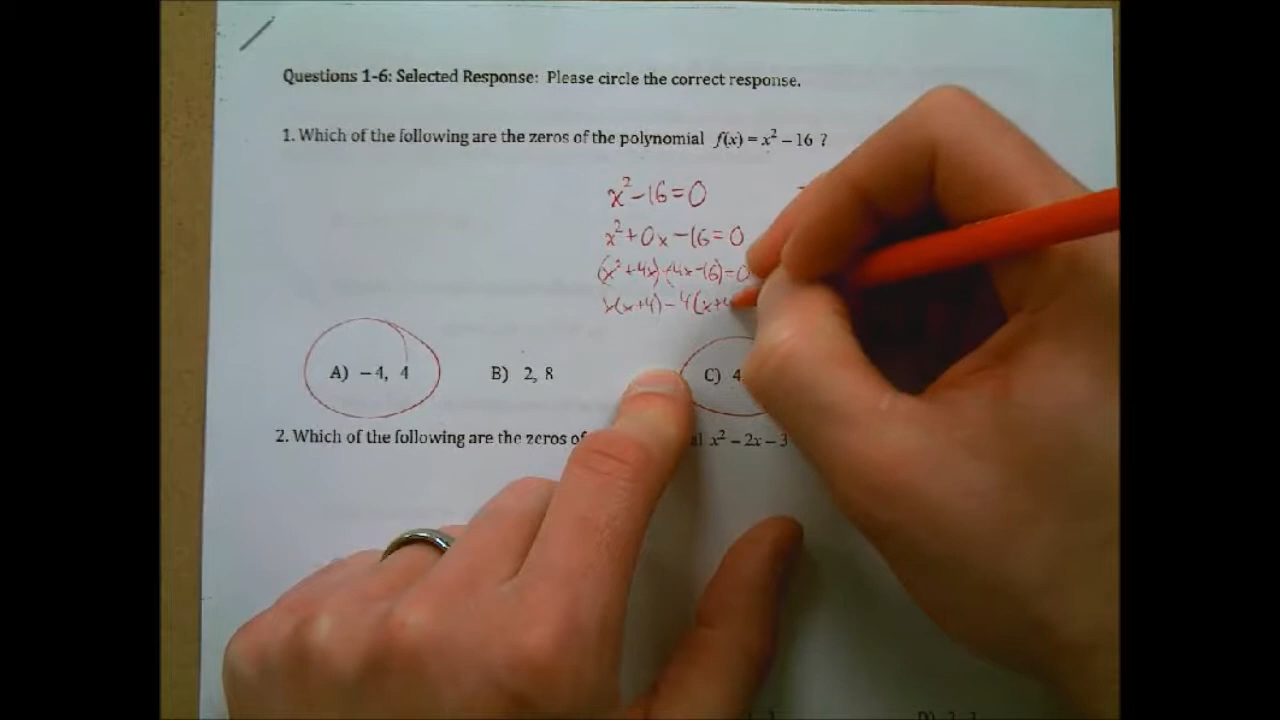 Questions 1-6: Selected Response: Please circle the correct response.
1. Which of the following are the zeros of the polynomial f(x) = x² – 16 ?
x²-16=0
x²+0x-16=0
(x²+4x)(-4x-16)=0
x(x+4)-4(x+4
A) –4, 4 B) 2, 8 C) 4
2. Which of the following are the zeros of x² – 2x – 3